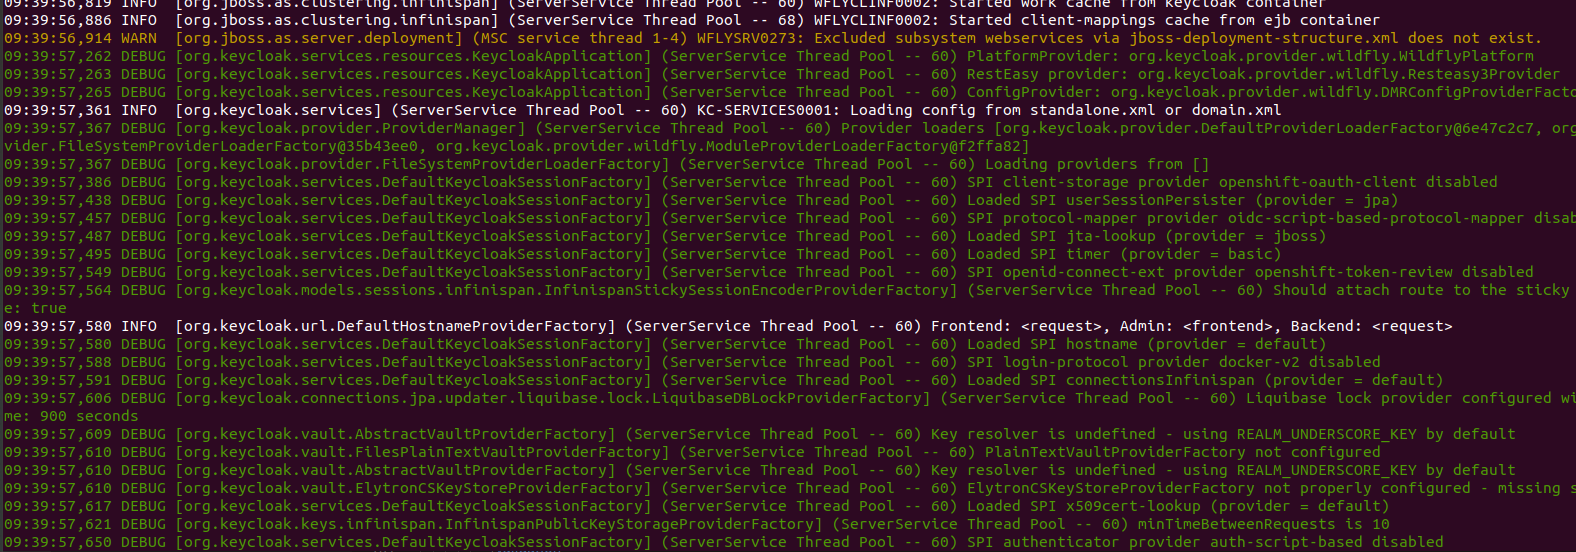 09:39:56,819 INFO  [org.jboss.as.clustering.infinispan] (ServerService Thread Pool -- 60) WFLYCLINF0002: Started work cache from keycloak container
09:39:56,886 INFO  [org.jboss.as.clustering.infinispan] (ServerService Thread Pool -- 68) WFLYCLINF0002: Started client-mappings cache from ejb container
09:39:56,914 WARN  [org.jboss.as.server.deployment] (MSC service thread 1-4) WFLYSRV0273: Excluded subsystem webservices via jboss-deployment-structure.xml does not exist.
09:39:57,262 DEBUG [org.keycloak.services.resources.KeycloakApplication] (ServerService Thread Pool -- 60) PlatformProvider: org.keycloak.provider.wildfly.WildflyPlatform
09:39:57,263 DEBUG [org.keycloak.services.resources.KeycloakApplication] (ServerService Thread Pool -- 60) RestEasy provider: org.keycloak.provider.wildfly.Resteasy3Provider
09:39:57,265 DEBUG [org.keycloak.services.resources.KeycloakApplication] (ServerService Thread Pool -- 60) ConfigProvider: org.keycloak.provider.wildfly.DMRConfigProviderFacto
09:39:57,361 INFO  [org.keycloak.services] (ServerService Thread Pool -- 60) KC-SERVICES0001: Loading config from standalone.xml or domain.xml
09:39:57,367 DEBUG [org.keycloak.provider.ProviderManager] (ServerService Thread Pool -- 60) Provider loaders [org.keycloak.provider.DefaultProviderLoaderFactory@6e47c2c7, org
vider.FileSystemProviderLoaderFactory@35b43ee0, org.keycloak.provider.wildfly.ModuleProviderLoaderFactory@f2ffa82]
09:39:57,367 DEBUG [org.keycloak.provider.FileSystemProviderLoaderFactory] (ServerService Thread Pool -- 60) Loading providers from []
09:39:57,386 DEBUG [org.keycloak.services.DefaultKeycloakSessionFactory] (ServerService Thread Pool -- 60) SPI client-storage provider openshift-oauth-client disabled
09:39:57,438 DEBUG [org.keycloak.services.DefaultKeycloakSessionFactory] (ServerService Thread Pool -- 60) Loaded SPI userSessionPersister (provider = jpa)
09:39:57,457 DEBUG [org.keycloak.services.DefaultKeycloakSessionFactory] (ServerService Thread Pool -- 60) SPI protocol-mapper provider oidc-script-based-protocol-mapper disab
09:39:57,487 DEBUG [org.keycloak.services.DefaultKeycloakSessionFactory] (ServerService Thread Pool -- 60) Loaded SPI jta-lookup (provider = jboss)
09:39:57,495 DEBUG [org.keycloak.services.DefaultKeycloakSessionFactory] (ServerService Thread Pool -- 60) Loaded SPI timer (provider = basic)
09:39:57,549 DEBUG [org.keycloak.services.DefaultKeycloakSessionFactory] (ServerService Thread Pool -- 60) SPI openid-connect-ext provider openshift-token-review disabled
09:39:57,564 DEBUG [org.keycloak.models.sessions.infinispan.InfinispanStickySessionEncoderProviderFactory] (ServerService Thread Pool -- 60) Should attach route to the sticky
e: true
09:39:57,580 INFO  [org.keycloak.url.DefaultHostnameProviderFactory] (ServerService Thread Pool -- 60) Frontend: <request>, Admin: <frontend>, Backend: <request>
09:39:57,580 DEBUG [org.keycloak.services.DefaultKeycloakSessionFactory] (ServerService Thread Pool -- 60) Loaded SPI hostname (provider = default)
09:39:57,588 DEBUG [org.keycloak.services.DefaultKeycloakSessionFactory] (ServerService Thread Pool -- 60) SPI login-protocol provider docker-v2 disabled
09:39:57,591 DEBUG [org.keycloak.services.DefaultKeycloakSessionFactory] (ServerService Thread Pool -- 60) Loaded SPI connectionsInfinispan (provider = default)
09:39:57,606 DEBUG [org.keycloak.connections.jpa.updater.liquibase.lock.LiquibaseDBLockProviderFactory] (ServerService Thread Pool -- 60) Liquibase lock provider configured wi
me: 900 seconds
09:39:57,609 DEBUG [org.keycloak.vault.AbstractVaultProviderFactory] (ServerService Thread Pool -- 60) Key resolver is undefined - using REALM_UNDERSCORE_KEY by default
09:39:57,610 DEBUG [org.keycloak.vault.FilesPlainTextVaultProviderFactory] (ServerService Thread Pool -- 60) PlainTextVaultProviderFactory not configured
09:39:57,610 DEBUG [org.keycloak.vault.AbstractVaultProviderFactory] (ServerService Thread Pool -- 60) Key resolver is undefined - using REALM_UNDERSCORE_KEY by default
09:39:57,610 DEBUG [org.keycloak.vault.ElytronCSKeyStoreProviderFactory] (ServerService Thread Pool -- 60) ElytronCSKeyStoreProviderFactory not properly configured - missing s
09:39:57,617 DEBUG [org.keycloak.services.DefaultKeycloakSessionFactory] (ServerService Thread Pool -- 60) Loaded SPI x509cert-lookup (provider = default)
09:39:57,621 DEBUG [org.keycloak.keys.infinispan.InfinispanPublicKeyStorageProviderFactory] (ServerService Thread Pool -- 60) minTimeBetweenRequests is 10
09:39:57,650 DEBUG [org.keycloak.services.DefaultKeycloakSessionFactory] (ServerService Thread Pool -- 60) SPI authenticator provider auth-script-based disabled